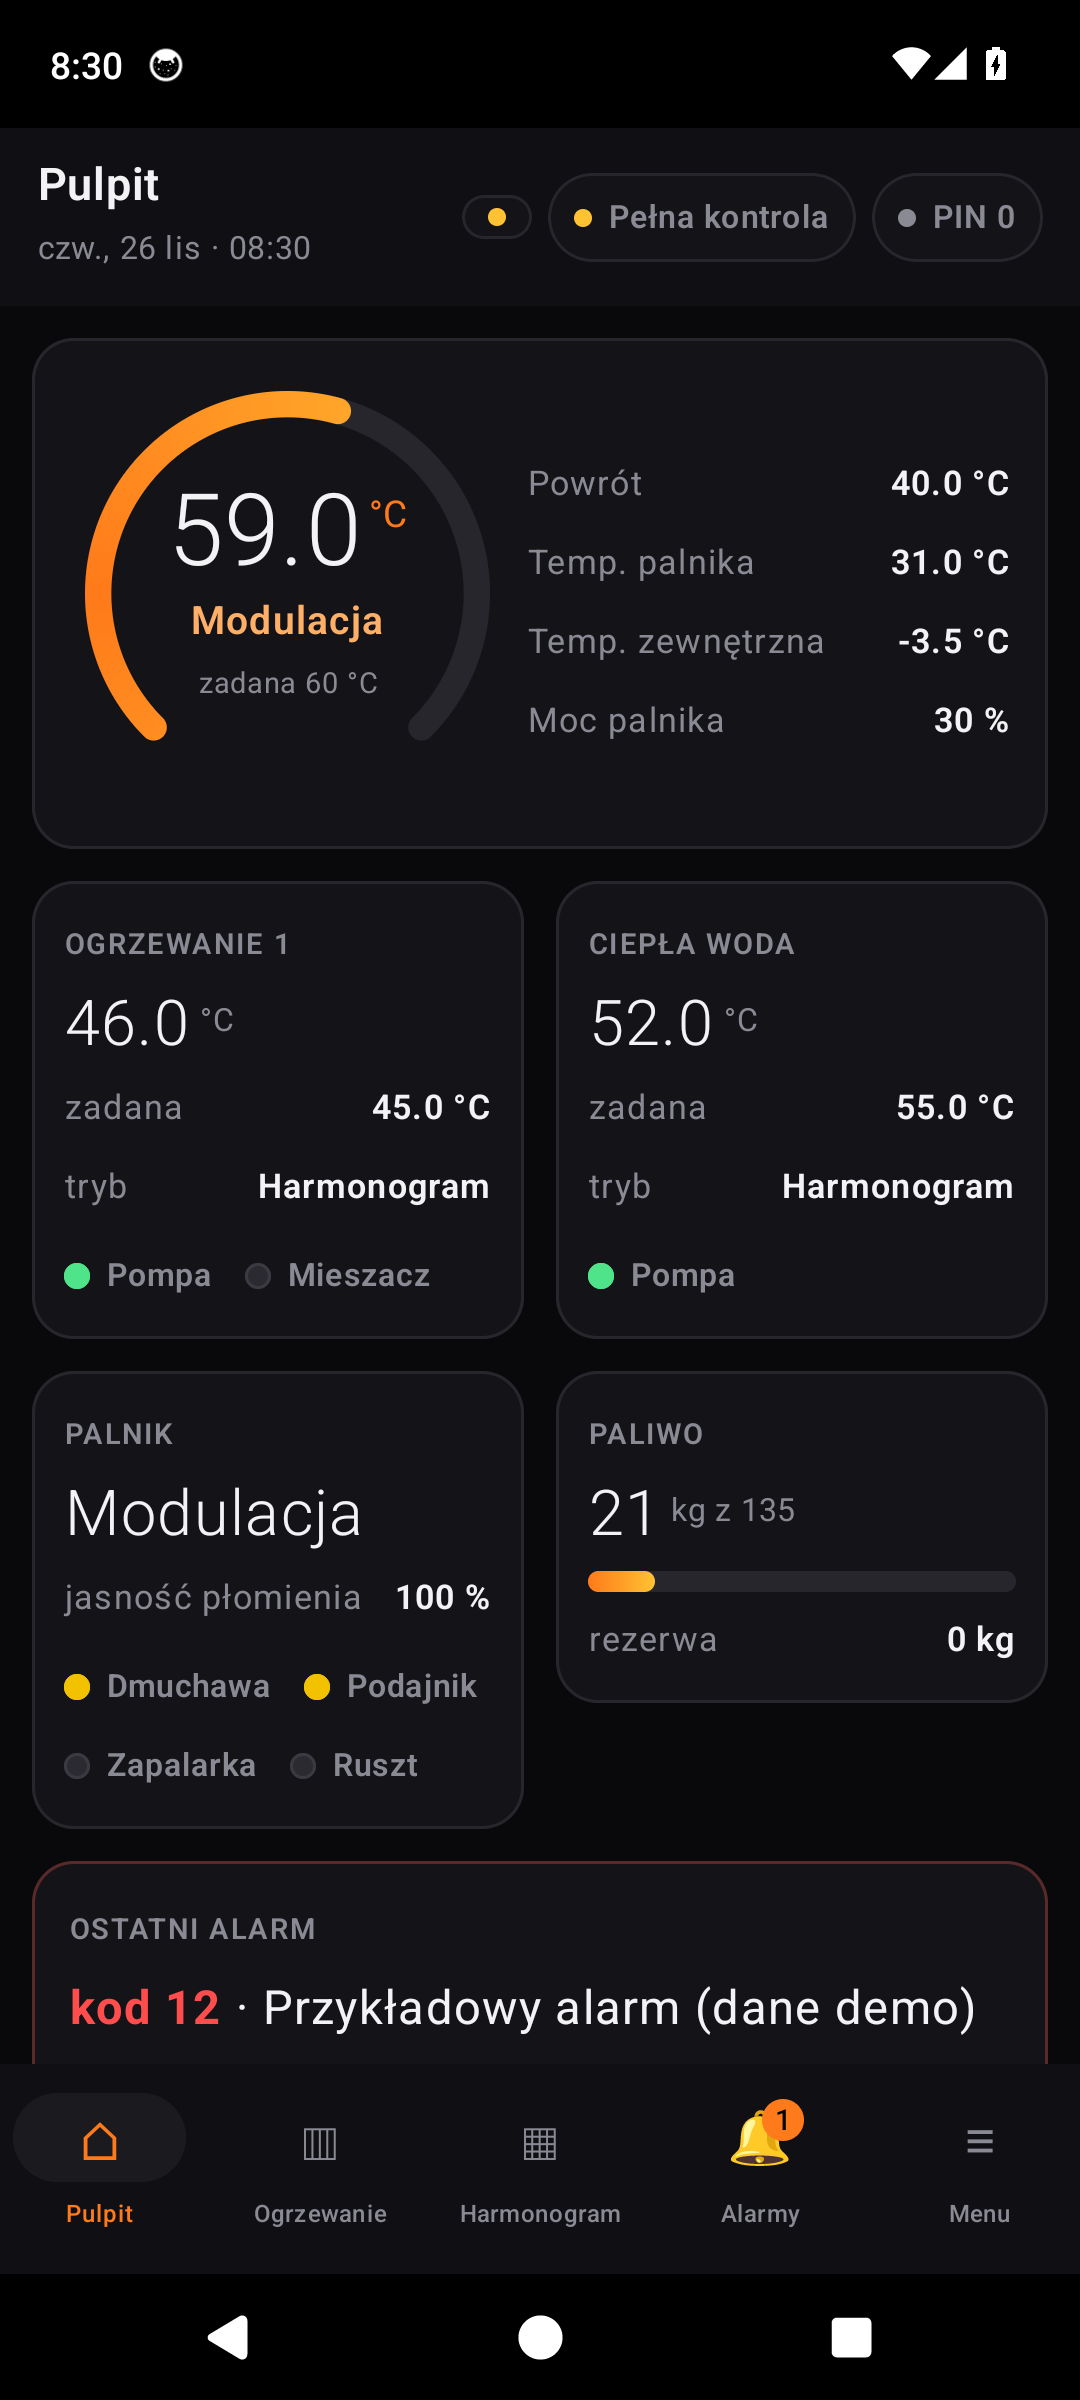 8:30
Pulpit
czw., 26 lis · 08:30
Pełna kontrola
PIN 0
59.0 °C
Modulacja
zadana 60 °C
Powrót 40.0 °C
Temp. palnika 31.0 °C
Temp. zewnętrzna -3.5 °C
Moc palnika 30 %
OGRZEWANIE 1
46.0 °C
zadana 45.0 °C
tryb Harmonogram
Pompa Mieszacz
CIEPŁA WODA
52.0 °C
zadana 55.0 °C
tryb Harmonogram
Pompa
PALNIK
Modulacja
jasność płomienia 100 %
Dmuchawa Podajnik
Zapalarka Ruszt
PALIWO
21 kg z 135
rezerwa 0 kg
OSTATNI ALARM
kod 12 · Przykładowy alarm (dane demo)
1
Pulpit Ogrzewanie Harmonogram Alarmy Menu